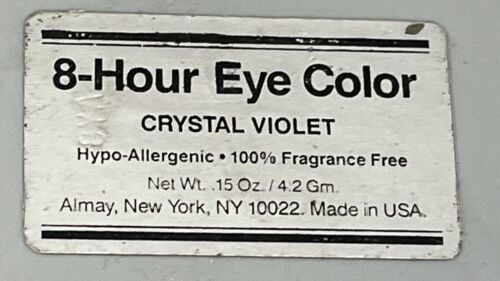 8-Hour Eye Color
CRYSTAL VIOLET
Hypo-Allergenic • 100% Fragrance Free
Net Wt. .15 Oz./4.2 Gm.
Almay, New York, NY 10022. Made in USA.